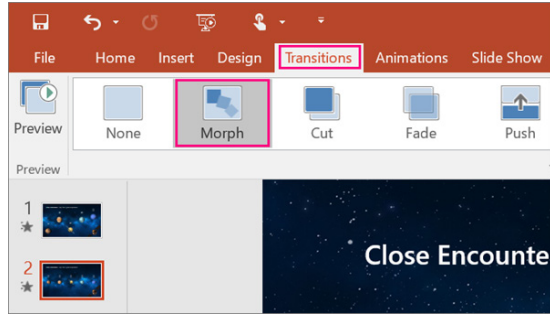 File Home Insert Design Transitions Animations Slide Show
Preview None Morph Cut Fade Push
Preview
1
2
Close Encounte